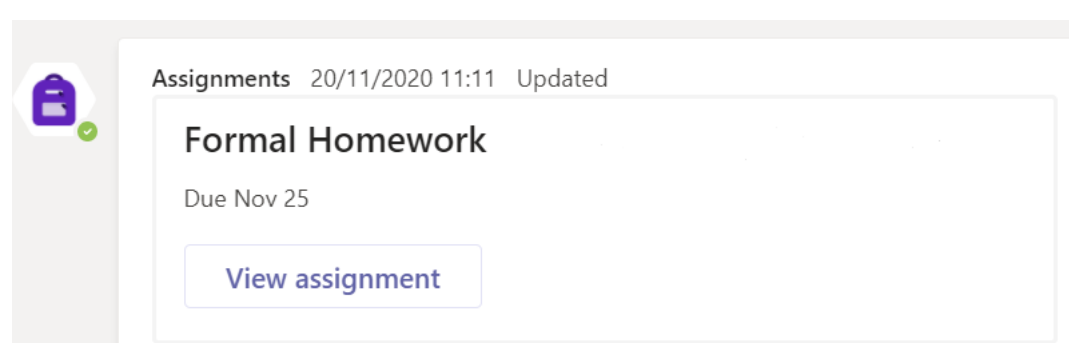 Assignments 20/11/2020 11:11 Updated
Formal Homework
Due Nov 25
View assignment